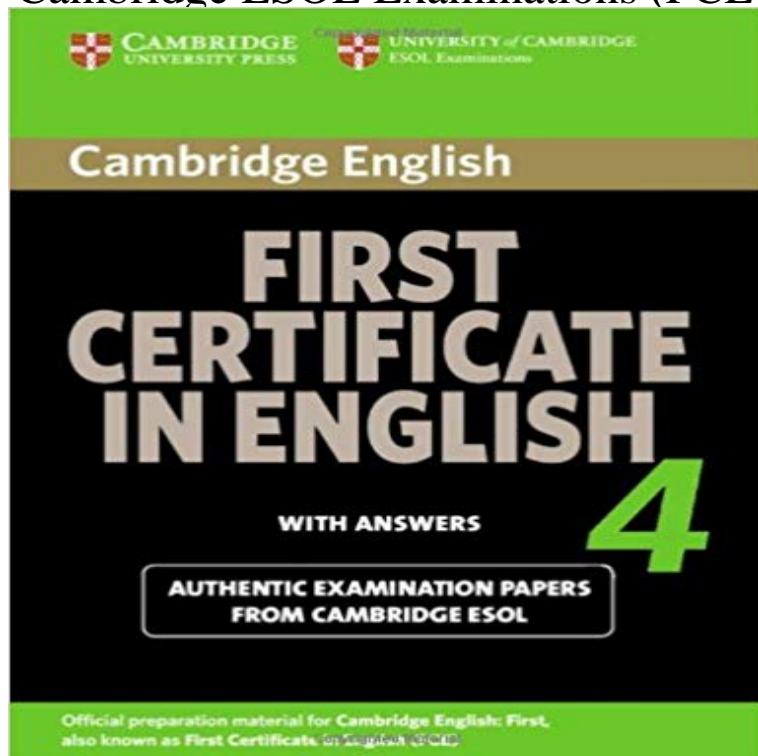 Cambridge ESOL Examinations (FCE
CAMBRIDGE
UNIVERSITY PRESS
Copyrighted Material
UNIVERSITY of CAMBRIDGE
ESOL Examinations
Cambridge English
FIRST
CERTIFICATE
IN ENGLISH
4
WITH ANSWERS
AUTHENTIC EXAMINATION PAPERS
FROM CAMBRIDGE ESOL
Official preparation material for Cambridge English: First,
also known as First Certificate